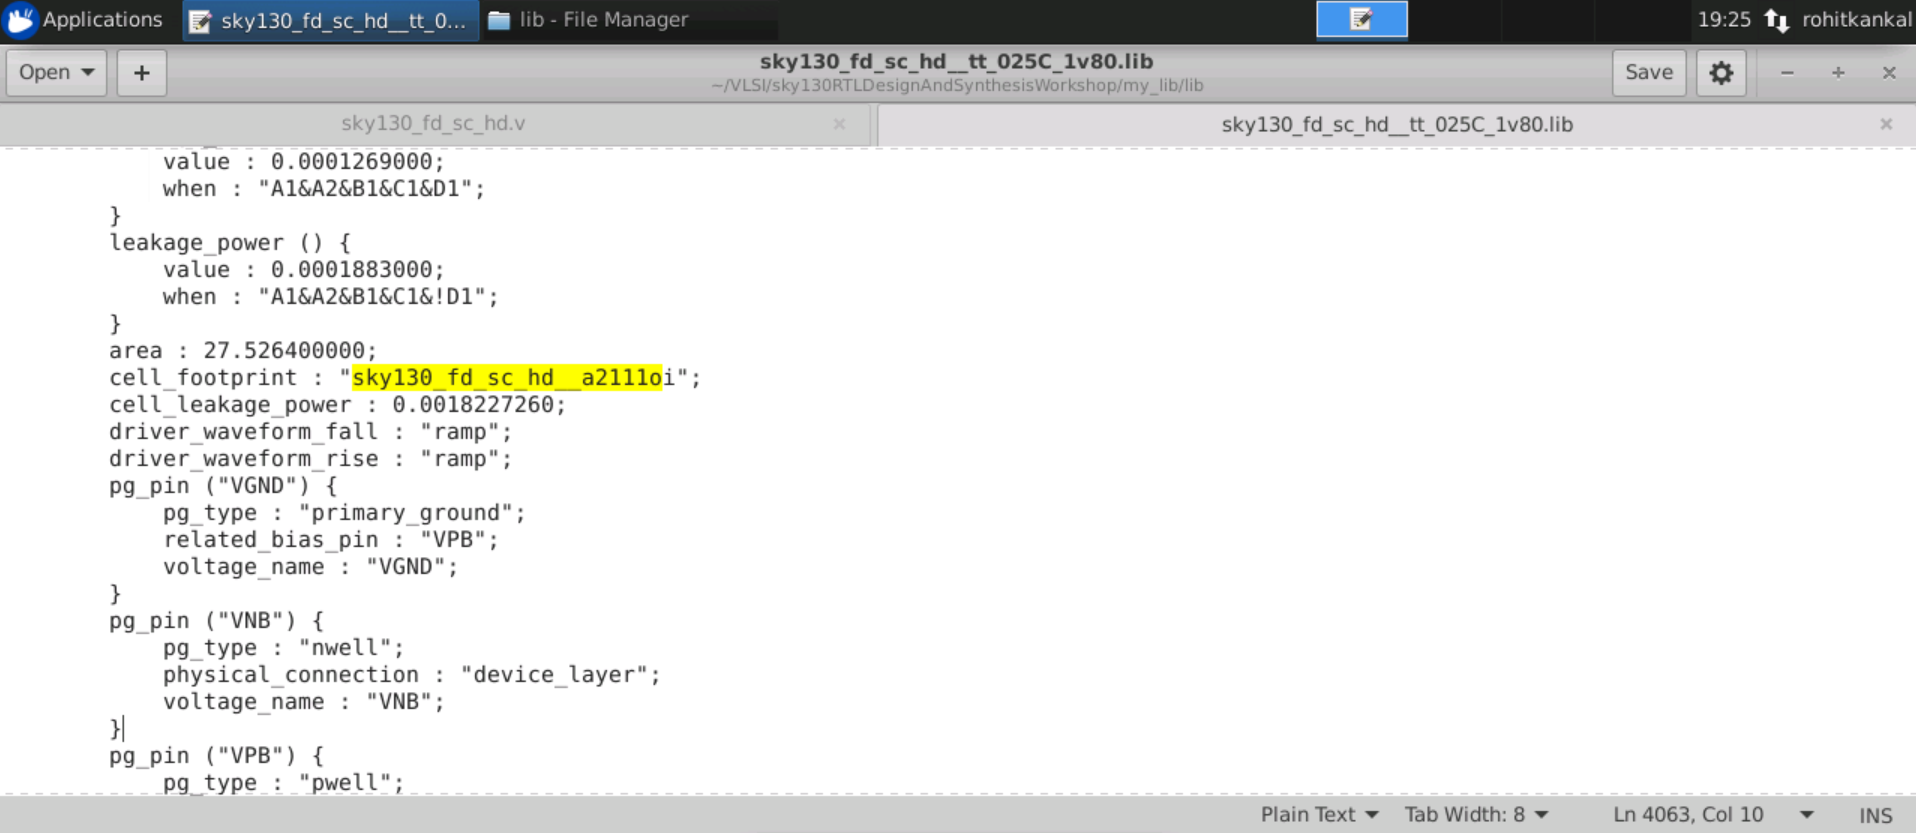 Applications
sky130_fd_sc_hd__tt_0...
lib - File Manager
19:25
rohitkankal
Open
+
sky130_fd_sc_hd__tt_025C_1v80.lib
~/VLSI/sky130RTLDesignAndSynthesisWorkshop/my_lib/lib
Save
sky130_fd_sc_hd.v
sky130_fd_sc_hd__tt_025C_1v80.lib
value : 0.0001269000;
when : "A1&A2&B1&C1&D1";
}
leakage_power () {
value : 0.0001883000;
when : "A1&A2&B1&C1&!D1";
}
area : 27.526400000;
cell_footprint : "sky130_fd_sc_hd__a2111oi";
cell_leakage_power : 0.0018227260;
driver_waveform_fall : "ramp";
driver_waveform_rise : "ramp";
pg_pin ("VGND") {
pg_type : "primary_ground";
related_bias_pin : "VPB";
voltage_name : "VGND";
}
pg_pin ("VNB") {
pg_type : "nwell";
physical_connection : "device_layer";
voltage_name : "VNB";
}
pg_pin ("VPB") {
pg_type : "pwell";
Plain Text
Tab Width: 8
Ln 4063, Col 10
INS